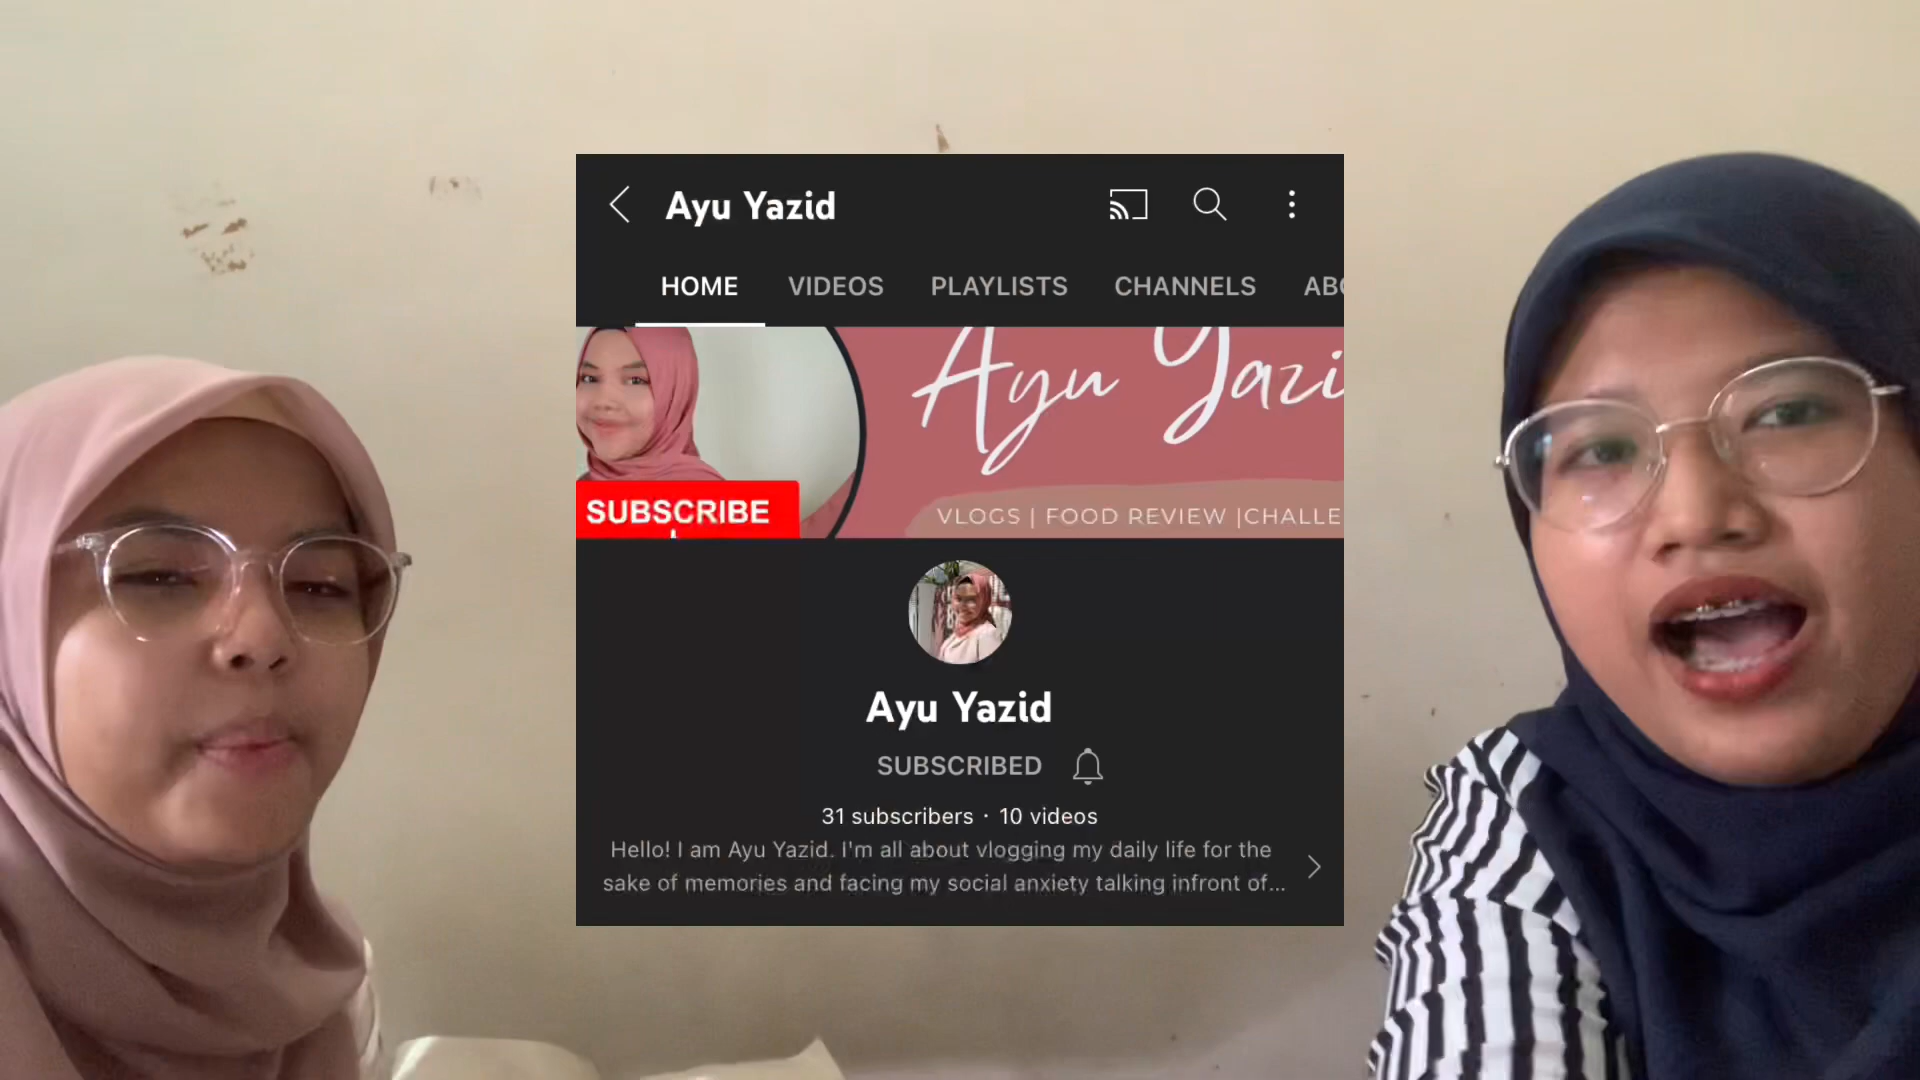 Ayu Yazid
HOME VIDEOS PLAYLISTS CHANNELS
Ayu
SUBSCRIBE
VLOGS | FOOD REVIEW |CHALLE
Ayu Yazid
SUBSCRIBED
31 subscribers · 10 videos
Hello! I am Ayu Yazid. I'm all about vlogging my daily life for the
sake of memories and facing my social anxiety talking infront of...